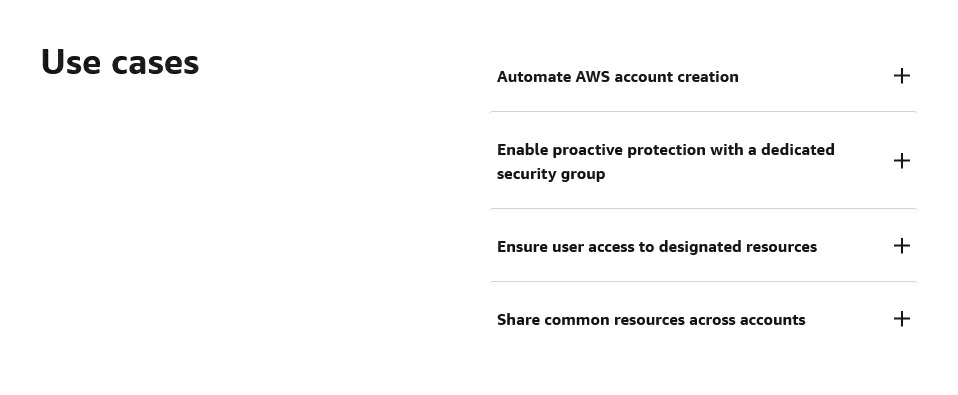 Use cases
Automate AWS account creation
Enable proactive protection with a dedicated
security group
Ensure user access to designated resources
Share common resources across accounts